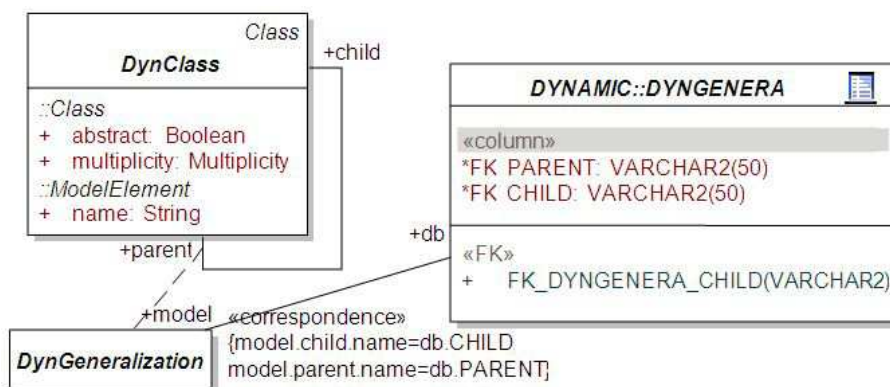 Class
DynClass
::Class
+ abstract: Boolean
+ multiplicity: Multiplicity
::ModelElement
+ name: String
+child
+parent
DYNAMIC::DYNGENERA
«column»
*FK PARENT: VARCHAR2(50)
*FK CHILD: VARCHAR2(50)
«FK»
+ FK_DYNGENERA_CHILD(VARCHAR2)
+db
+model
«correspondence»
{model.child.name=db.CHILD
model.parent.name=db.PARENT}
DynGeneralization